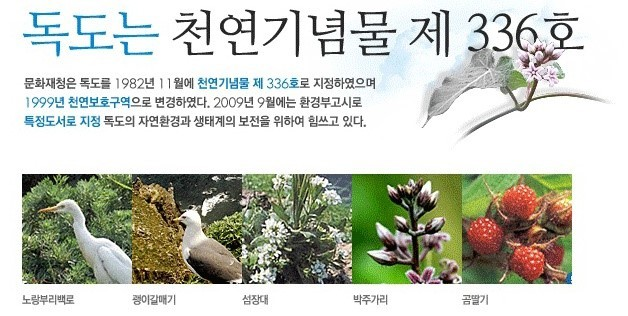 독도는 천연기념물 제 336호
문화재청은 독도를 1982년 11월에 천연기념물 제 336호로 지정하였으며
1999년 천연보호구역으로 변경하였다. 2009년 9월에는 환경부고시로
특정도서로 지정 독도의 자연환경과 생태계의 보전을 위하여 힘쓰고 있다.
노랑부리백로
괭이갈매기
섬장대
박주가리
곰딸기